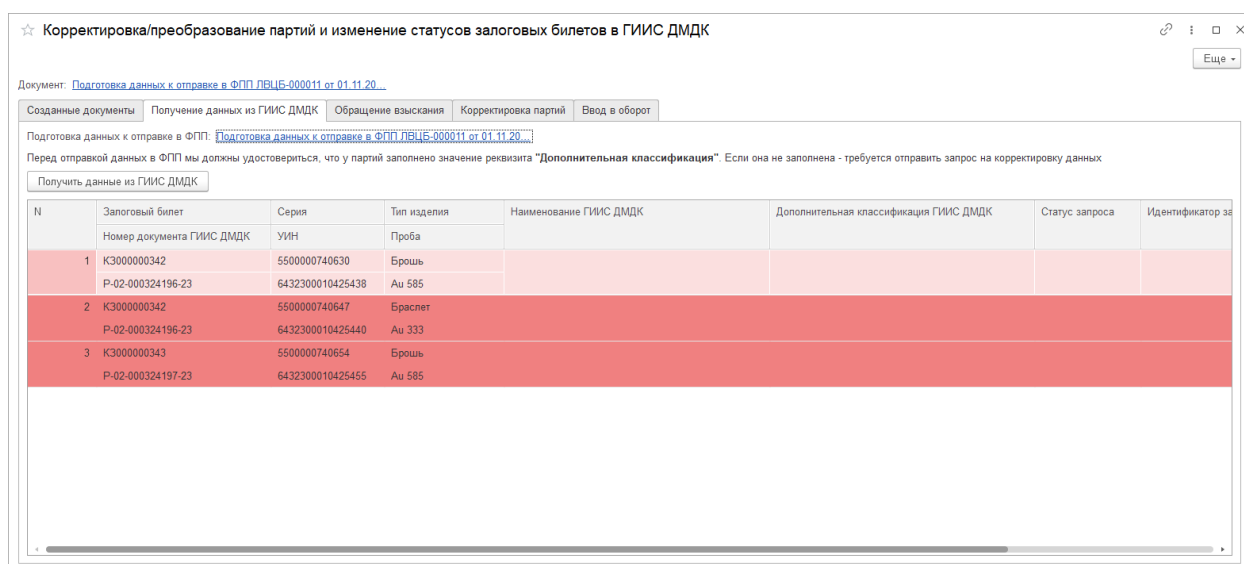 Корректировка/преобразование партий и изменение статусов залоговых билетов в ГИИС ДМДК
Еще
Документ: Подготовка данных к отправке в ФПП ЛВЦБ-000011 от 01.11.20...
Созданные документы Получение данных из ГИИС ДМДК Обращение взыскания Корректировка партий Ввод в оборот
Подготовка данных к отправке в ФПП: Подготовка данных к отправке в ФПП ЛВЦБ-000011 от 01.11.20...
Перед отправкой данных в ФПП мы должны удостовериться, что у партий заполнено значение реквизита "Дополнительная классификация". Если она не заполнена - требуется отправить запрос на корректировку данных
Получить данные из ГИИС ДМДК
N Залоговый билет Серия Тип изделия Наименование ГИИС ДМДК Дополнительная классификация ГИИС ДМДК Статус запроса Идентификатор за
Номер документа ГИИС ДМДК УИН Проба
1 К3000000342 5500000740630 Брошь
Р-02-000324196-23 6432300010425438 Au 585
2 К3000000342 5500000740647 Браслет
Р-02-000324196-23 6432300010425440 Au 333
3 К3000000343 5500000740654 Брошь
Р-02-000324197-23 6432300010425455 Au 585